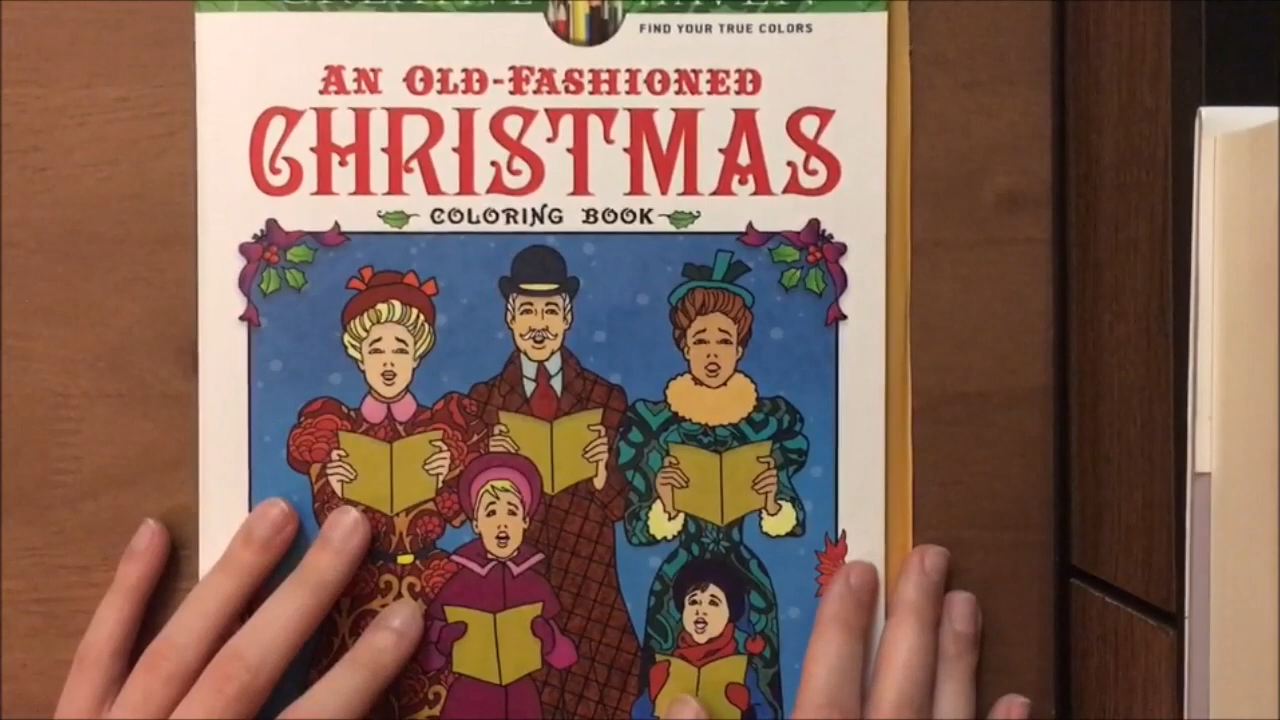 FIND YOUR TRUE COLORS
AN OLD-FASHIONED
CHRISTMAS
COLORING BOOK